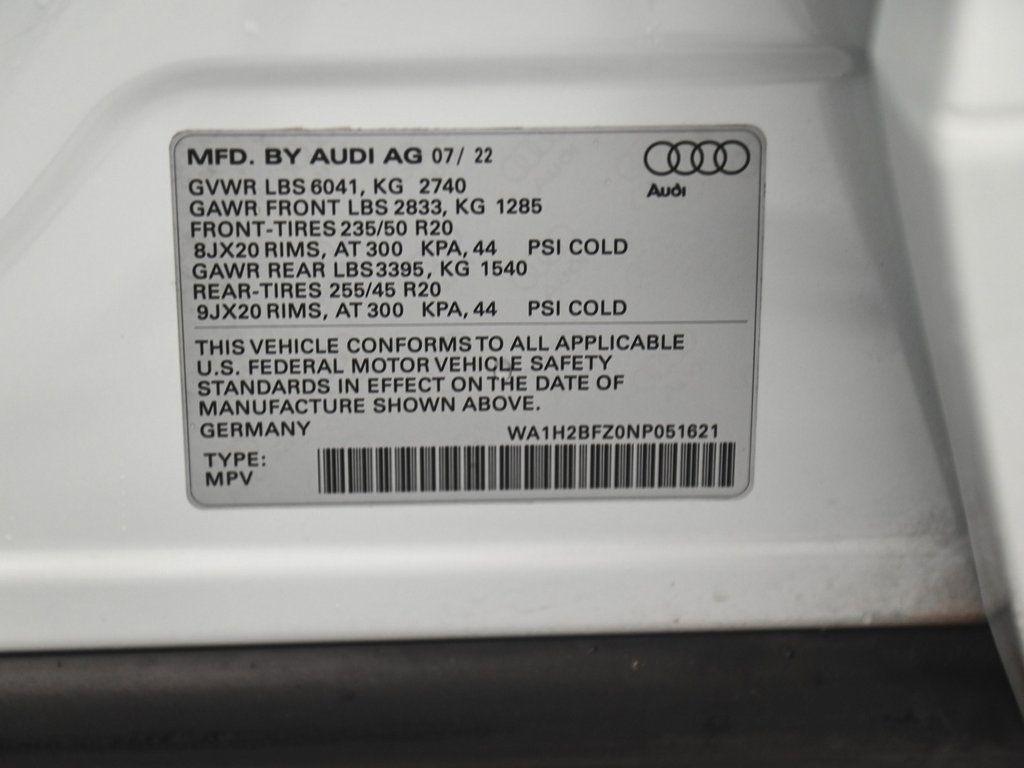 MFD. BY AUDI AG 07/ 22
Audi
GVWR LBS 6041, KG 2740
GAWR FRONT LBS 2833, KG 1285
FRONT-TIRES 235/50 R20
8JX20 RIMS, AT 300 KPA, 44 PSI COLD
GAWR REAR LBS 3395, KG 1540
REAR-TIRES 255/45 R20
9JX20 RIMS, AT 300 KPA, 44 PSI COLD
THIS VEHICLE CONFORMS TO ALL APPLICABLE
U.S. FEDERAL MOTOR VEHICLE SAFETY
STANDARDS IN EFFECT ON THE DATE OF
MANUFACTURE SHOWN ABOVE.
GERMANY WA1H2BFZ0NP051621
TYPE:
MPV